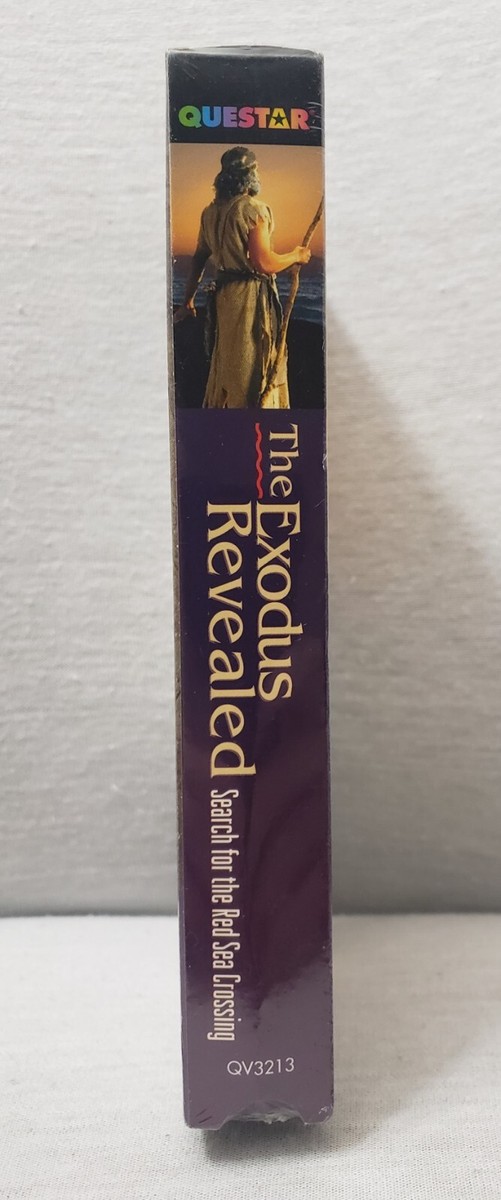 QUESTAR
The Exodus
Revealed
Search for the Red Sea Crossing
QV3213